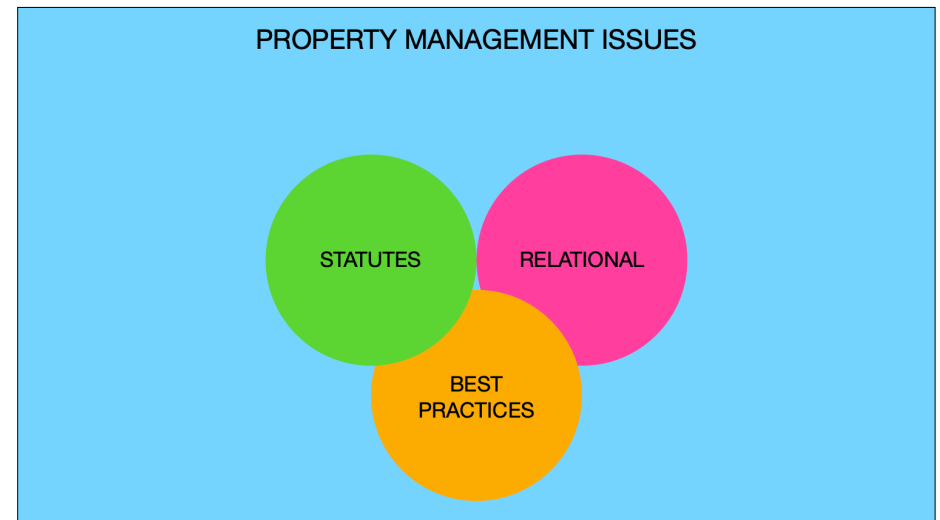 PROPERTY MANAGEMENT ISSUES
STATUTES
RELATIONAL
BEST
PRACTICES